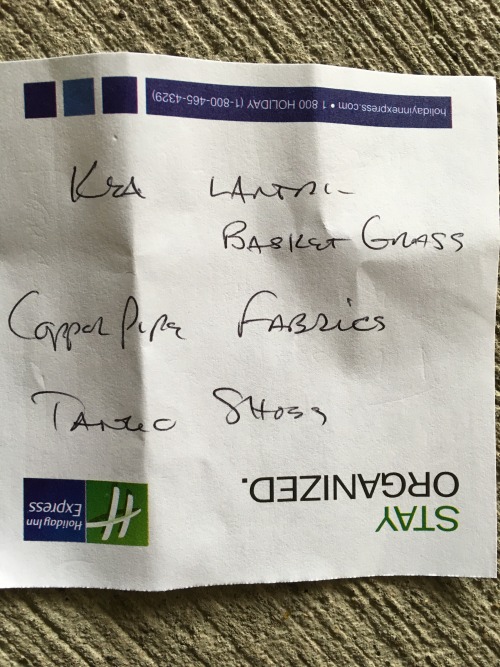 holidayinnexpress.com • 1 800 HOLIDAY (1-800-465-4329)
BASKET GRASS
Copper Pipe FABRICS
SHOES
STAY
ORGANIZED.
Holiday Inn
Express
H